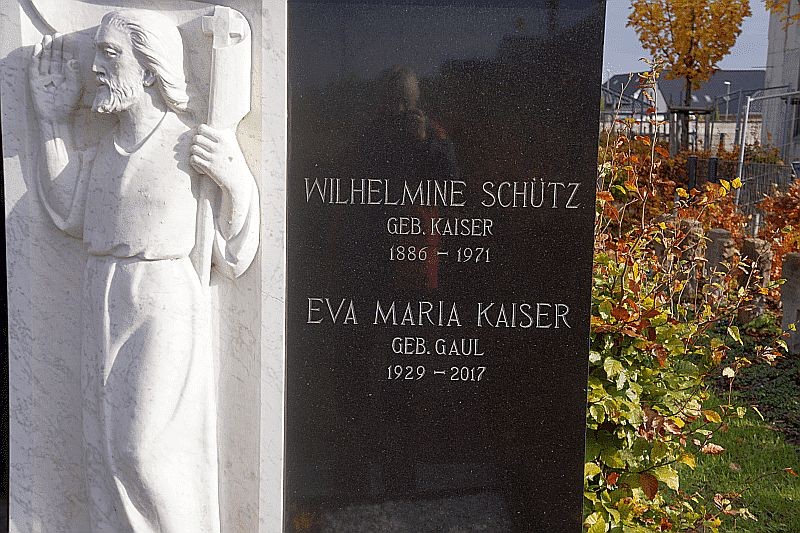 WILHELMINE SCHÜTZ
GEB. KAISER
1886 – 1971
EVA MARIA KAISER
GEB. GAUL
1929 – 2017